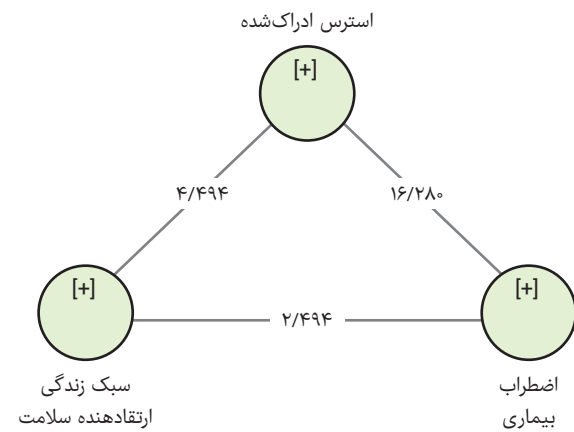 استرس ادراک‌شده
[+]
۴/۴۹۴
۱۶/۲۸۰
[+]
[+]
۲/۴۹۴
سبک زندگی
ارتقادهنده سلامت
اضطراب
بیماری